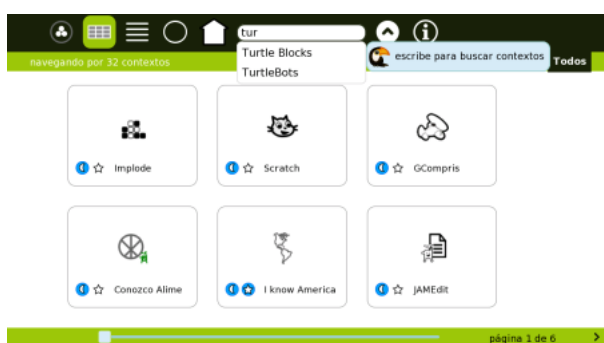 tur
Turtle Blocks
TurtleBots
escribe para buscar contextos
navegando por 32 contextos
Todos
Implode
Scratch
GCompris
Conozco Alime
I know America
JAMEdit
página 1 de 6